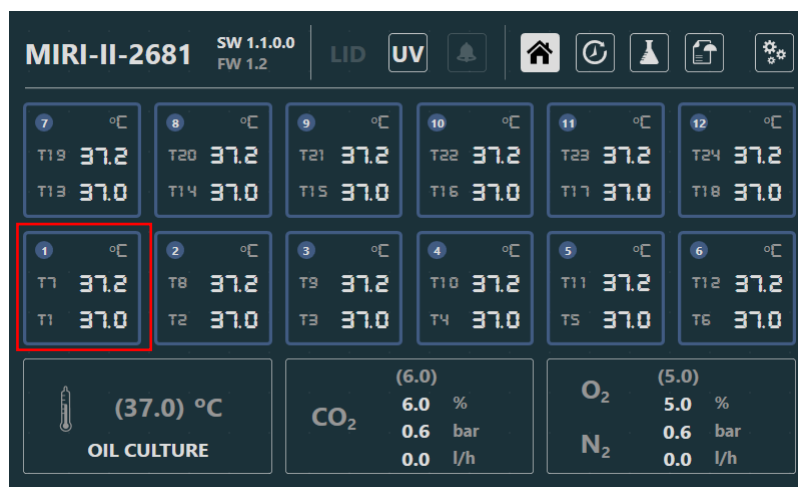 MIRI-II-2681 SW 1.1.0.0 LID UV
FW 1.2
7 °C 8 °C 9 °C 10 °C 11 °C 12 °C
T19 37.2 T20 37.2 T21 37.2 T22 37.2 T23 37.2 T24 37.2
T13 37.0 T14 37.0 T15 37.0 T16 37.0 T17 37.0 T18 37.0
1 °C 2 °C 3 °C 4 °C 5 °C 6 °C
T7 37.2 T8 37.2 T9 37.2 T10 37.2 T11 37.2 T12 37.2
T1 37.0 T2 37.0 T3 37.0 T4 37.0 T5 37.0 T6 37.0
(37.0) °C
OIL CULTURE
CO2
(6.0)
6.0 %
0.6 bar
0.0 l/h
O2
N2
(5.0)
5.0 %
0.6 bar
0.0 l/h